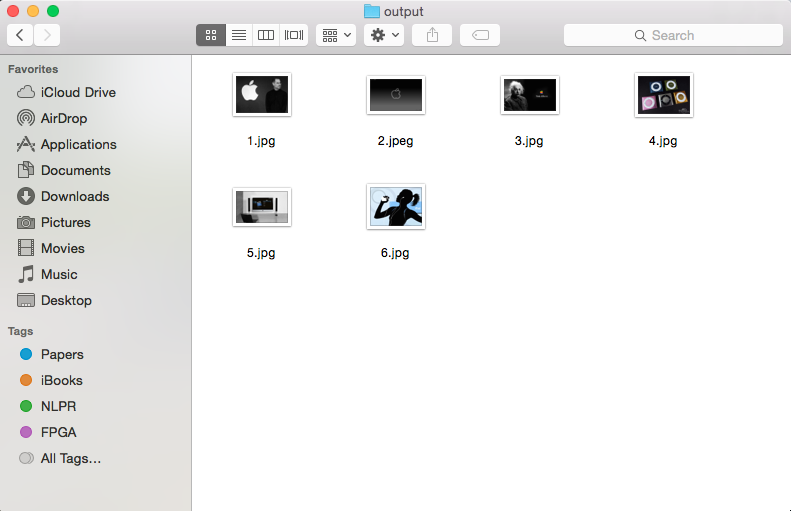 output
Search
Favorites
iCloud Drive
AirDrop
Applications
Documents
Downloads
Pictures
Movies
Music
Desktop
Tags
Papers
iBooks
NLPR
FPGA
All Tags...
1.jpg
2.jpeg
3.jpg
4.jpg
5.jpg
6.jpg